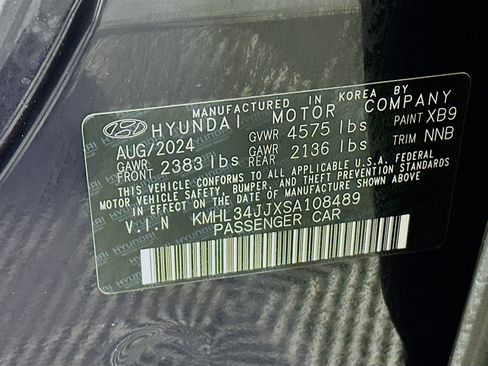 MANUFACTURED IN KOREA BY
HYUNDAI MOTOR COMPANY
AUG/2024 GVWR 4575 lbs PAINT XB9
GAWR FRONT 2383 lbs GAWR REAR 2136 lbs TRIM NNB
THIS VEHICLE CONFORMS TO ALL APPLICABLE U.S.A. FEDERAL
MOTOR VEHICLE SAFETY, BUMPER, AND THEFT PREVENTION STANDARDS
IN EFFECT ON THE DATE OF MANUFACTURE SHOWN ABOVE.
V.I.N KMHL34JJXSA108489
PASSENGER CAR